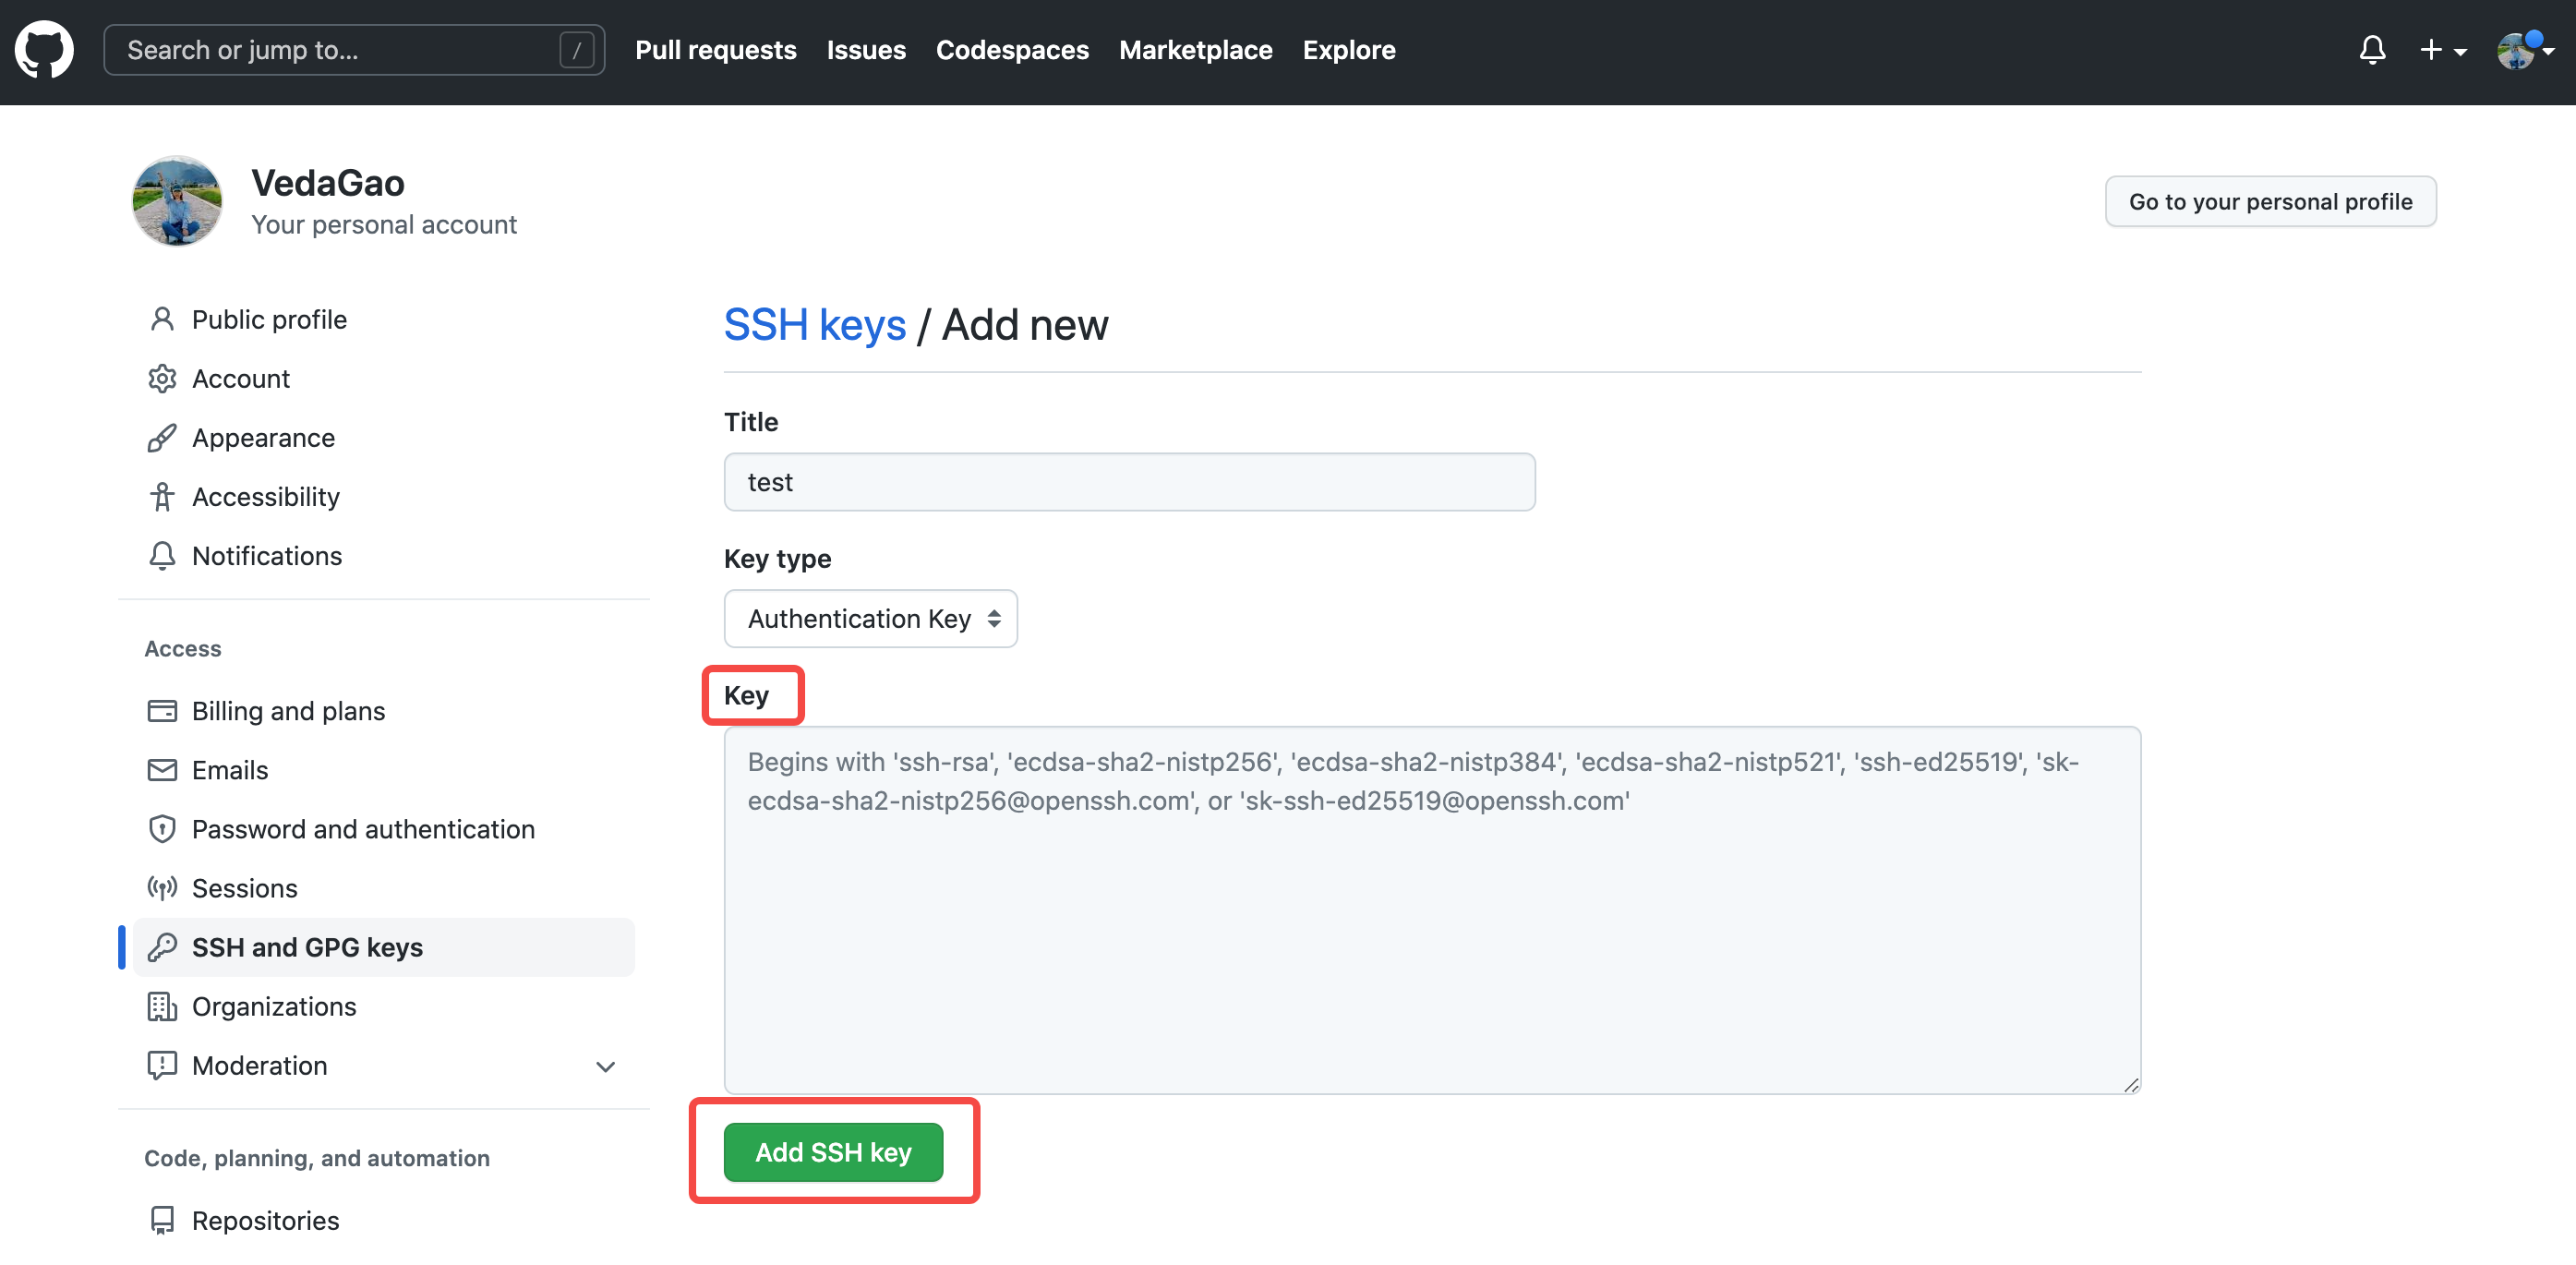 Search or jump to...
/
Pull requests
Issues
Codespaces
Marketplace
Explore
VedaGao
Your personal account
Go to your personal profile
Public profile
Account
Appearance
Accessibility
Notifications
Access
Billing and plans
Emails
Password and authentication
Sessions
SSH and GPG keys
Organizations
Moderation
Code, planning, and automation
Repositories
SSH keys / Add new
Title
test
Key type
Authentication Key
Key
Begins with 'ssh-rsa', 'ecdsa-sha2-nistp256', 'ecdsa-sha2-nistp384', 'ecdsa-sha2-nistp521', 'ssh-ed25519', 'sk-
ecdsa-sha2-nistp256@openssh.com', or 'sk-ssh-ed25519@openssh.com'
Add SSH key